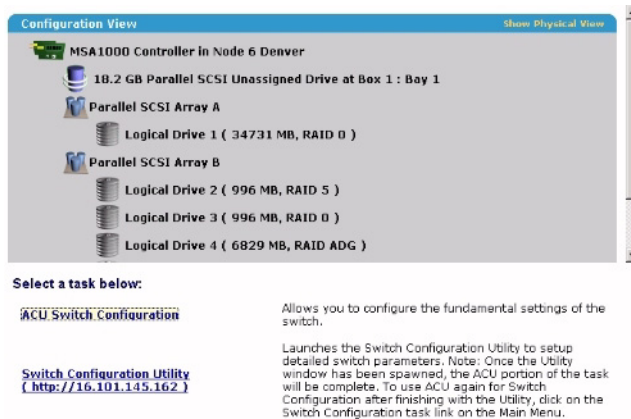 Configuration View
Show Physical View
MSA1000 Controller in Node 6 Denver
18.2 GB Parallel SCSI Unassigned Drive at Box 1 : Bay 1
Parallel SCSI Array A
Logical Drive 1 ( 34731 MB, RAID 0 )
Parallel SCSI Array B
Logical Drive 2 ( 996 MB, RAID 5 )
Logical Drive 3 ( 996 MB, RAID 0 )
Logical Drive 4 ( 6829 MB, RAID ADG )
Select a task below:
ACU Switch Configuration
Allows you to configure the fundamental settings of the
switch.
Switch Configuration Utility
( http://16.101.145.162 )
Launches the Switch Configuration Utility to setup
detailed switch parameters. Note: Once the Utility
window has been spawned, the ACU portion of the task
will be complete. To use ACU again for Switch
Configuration after finishing with the Utility, click on the
Switch Configuration task link on the Main Menu.